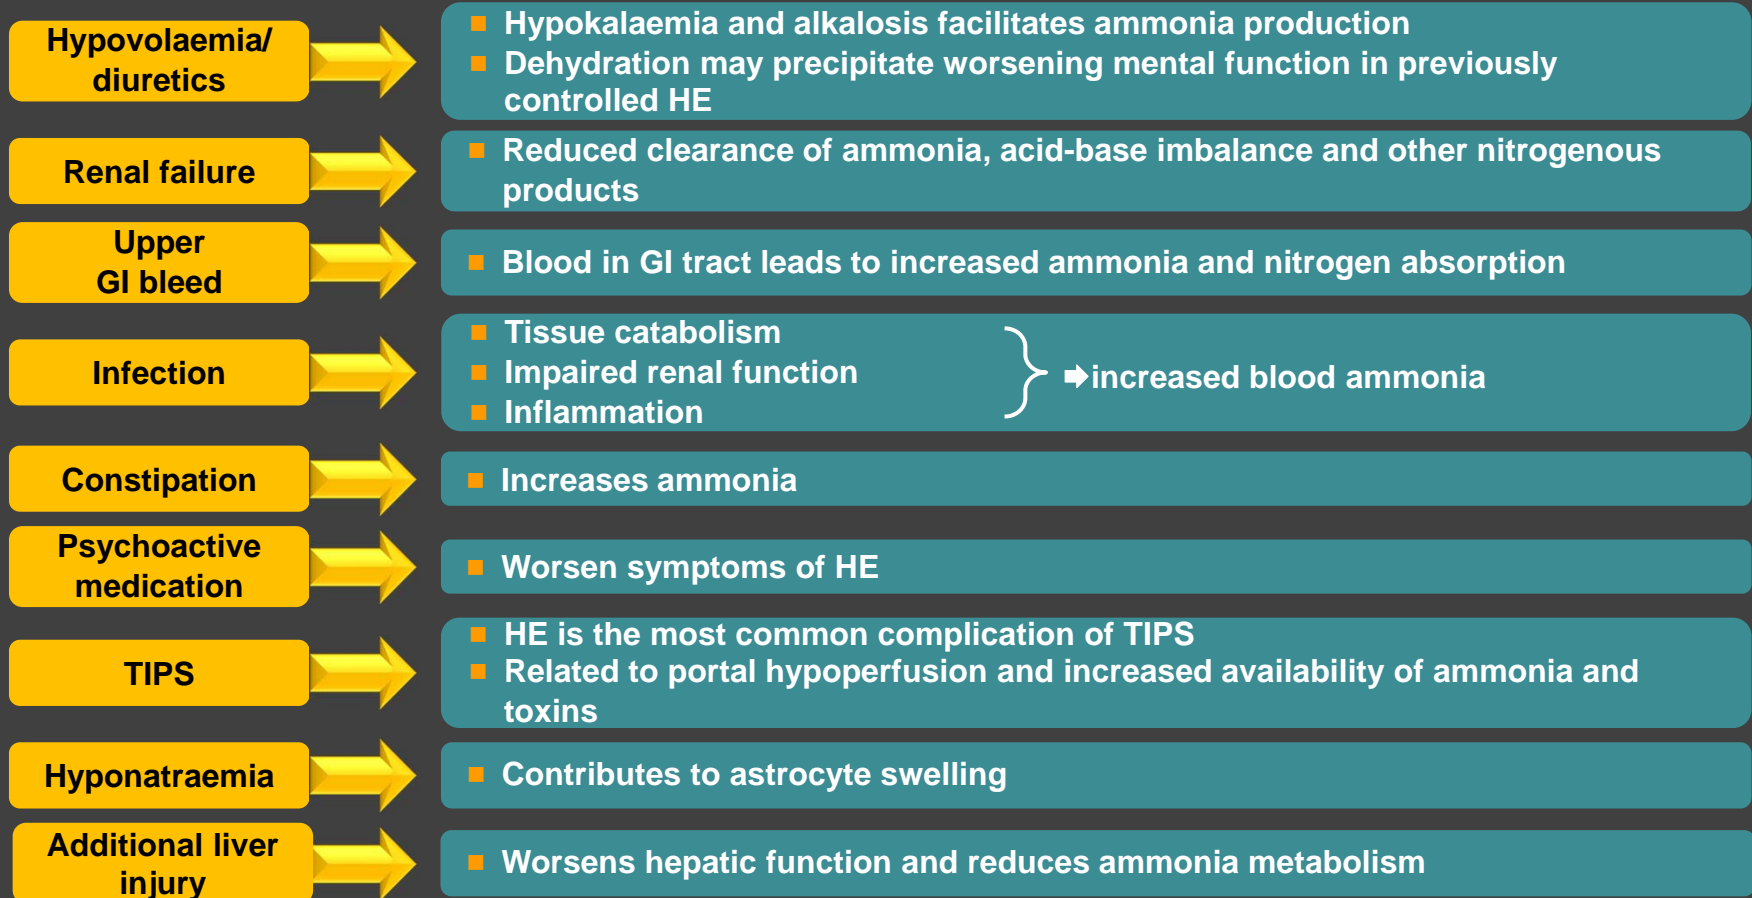 Hypovolaemia/
diuretics
Hypokalaemia and alkalosis facilitates ammonia production
Dehydration may precipitate worsening mental function in previously
controlled HE
Renal failure
Reduced clearance of ammonia, acid-base imbalance and other nitrogenous
products
Upper
GI bleed
Blood in GI tract leads to increased ammonia and nitrogen absorption
Infection
Tissue catabolism
Impaired renal function
Inflammation
increased blood ammonia
Constipation
Increases ammonia
Psychoactive
medication
Worsen symptoms of HE
TIPS
HE is the most common complication of TIPS
Related to portal hypoperfusion and increased availability of ammonia and
toxins
Hyponatraemia
Contributes to astrocyte swelling
Additional liver
injury
Worsens hepatic function and reduces ammonia metabolism